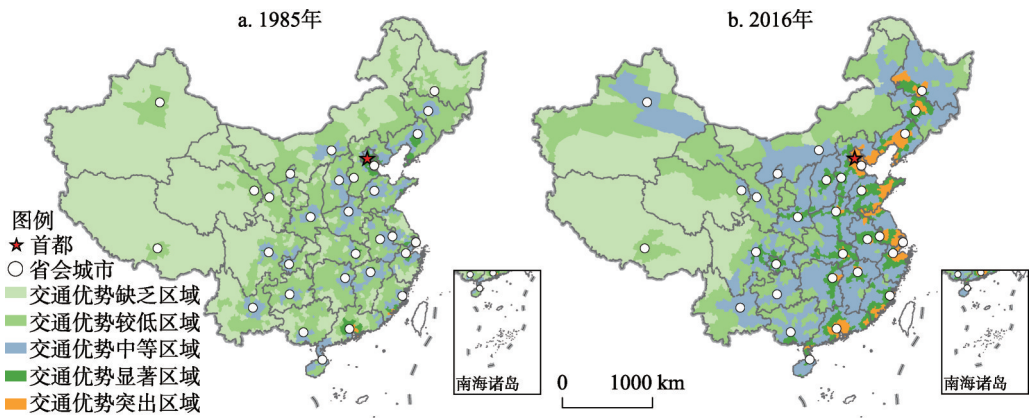 a. 1985年
b. 2016年
图例
首都
省会城市
交通优势缺乏区域
交通优势较低区域
交通优势中等区域
交通优势显著区域
交通优势突出区域
南海诸岛
0 1000 km
南海诸岛